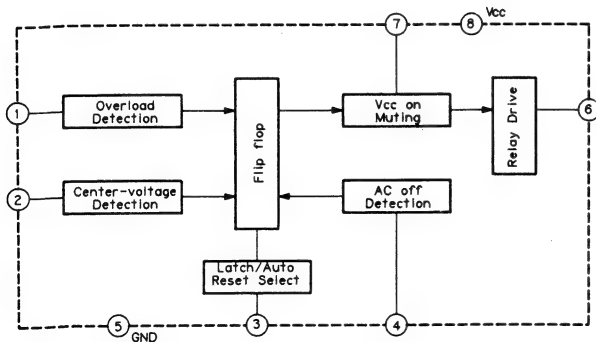 7
8
Vcc
1
Overload
Detection
Flip flop
Vcc on
Muting
Relay Drive
6
2
Center-voltage
Detection
AC off
Detection
Latch/Auto
Reset Select
5
GND
3
4